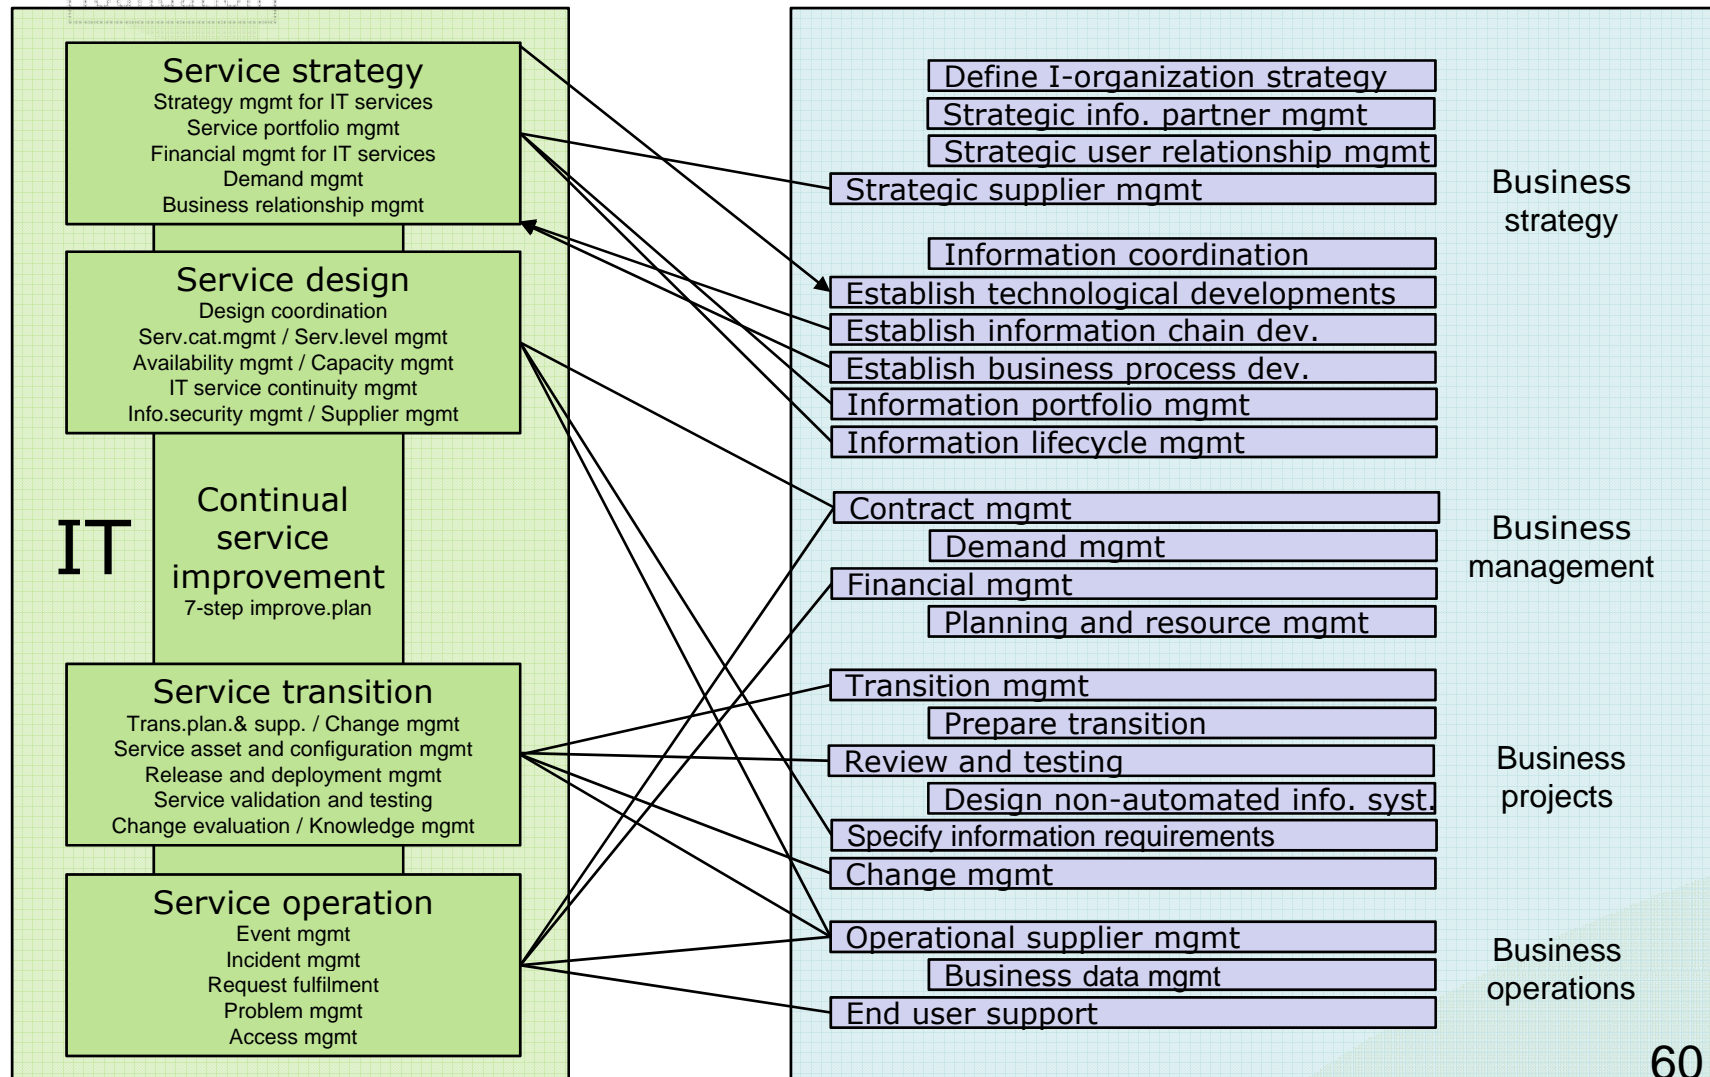 foundation
Service strategy
Strategy mgmt for IT services
Service portfolio mgmt
Financial mgmt for IT services
Demand mgmt
Business relationship mgmt
Service design
Design coordination
Serv.cat.mgmt / Serv.level mgmt
Availability mgmt / Capacity mgmt
IT service continuity mgmt
Info.security mgmt / Supplier mgmt
IT
Continual
service
improvement
7-step improve.plan
Service transition
Trans.plan.& supp. / Change mgmt
Service asset and configuration mgmt
Release and deployment mgmt
Service validation and testing
Change evaluation / Knowledge mgmt
Service operation
Event mgmt
Incident mgmt
Request fulfilment
Problem mgmt
Access mgmt
Define I-organization strategy
Strategic info. partner mgmt
Strategic user relationship mgmt
Strategic supplier mgmt
Information coordination
Establish technological developments
Establish information chain dev.
Establish business process dev.
Information portfolio mgmt
Information lifecycle mgmt
Business
strategy
Contract mgmt
Demand mgmt
Financial mgmt
Planning and resource mgmt
Business
management
Transition mgmt
Prepare transition
Review and testing
Design non-automated info. syst.
Specify information requirements
Change mgmt
Business
projects
Operational supplier mgmt
Business data mgmt
End user support
Business
operations
60